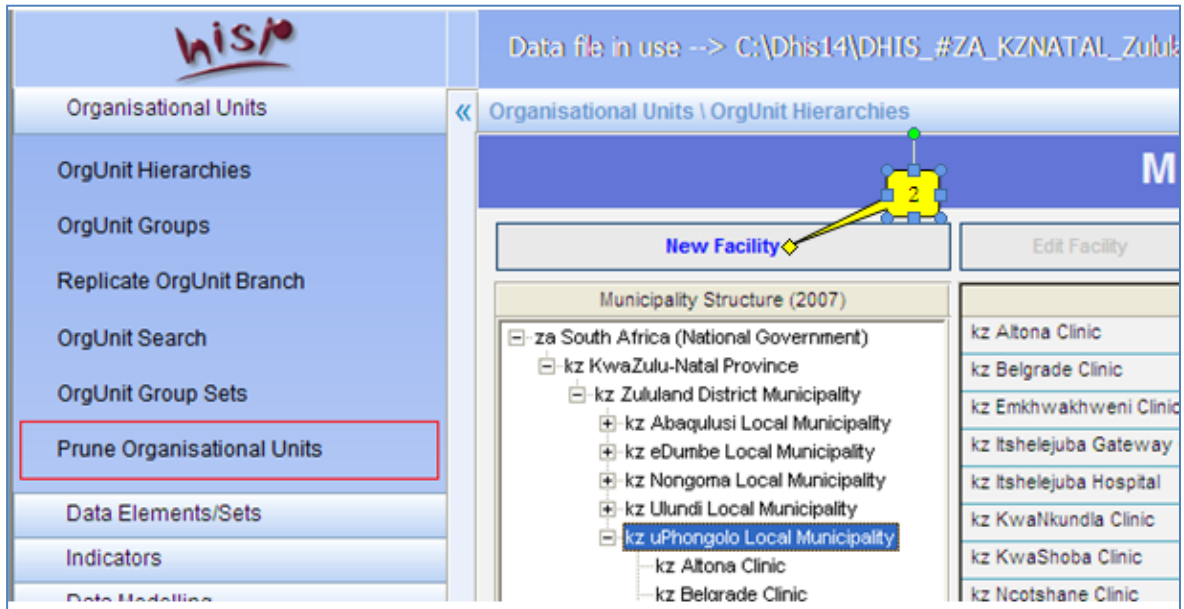 hisp
Data file in use --> C:\Dhis14\DHIS_#ZA_KZNATAL_Zulul
Organisational Units
«
Organisational Units \ OrgUnit Hierarchies
OrgUnit Hierarchies
OrgUnit Groups
Replicate OrgUnit Branch
OrgUnit Search
OrgUnit Group Sets
Prune Organisational Units
Data Elements/Sets
Indicators
Data Modelling
M
2
New Facility
Edit Facility
Municipality Structure (2007)
za South Africa (National Government)
kz KwaZulu-Natal Province
kz Zululand District Municipality
kz Abaqulusi Local Municipality
kz eDumbe Local Municipality
kz Nongoma Local Municipality
kz Ulundi Local Municipality
kz uPhongolo Local Municipality
kz Altona Clinic
kz Belgrade Clinic
kz Altona Clinic
kz Belgrade Clinic
kz Emkhwakhweni Clinic
kz Itshelejuba Gateway
kz Itshelejuba Hospital
kz KwaNkundla Clinic
kz KwaShoba Clinic
kz Ncotshane Clinic